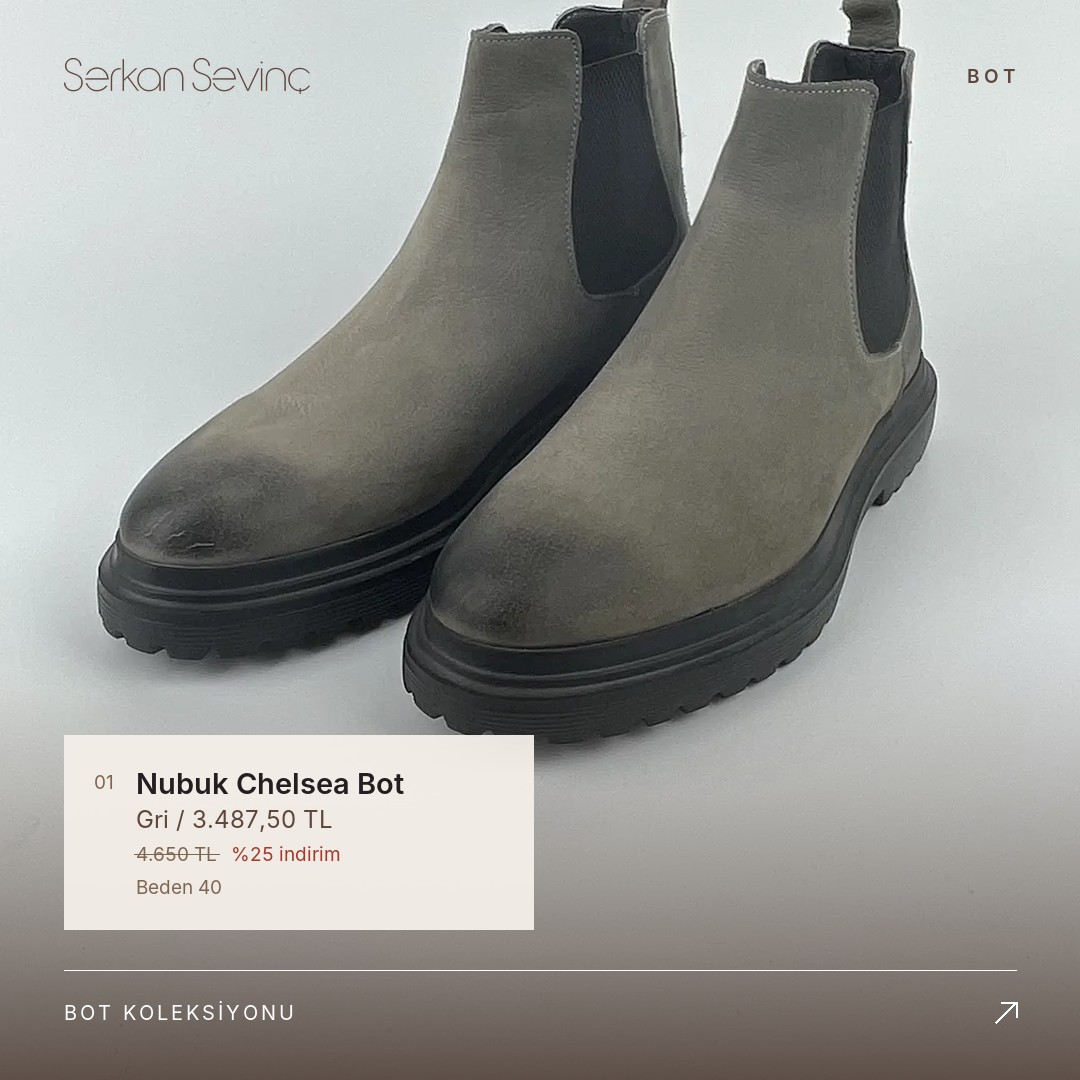 Serkan Sevinç
BOT
01 Nubuk Chelsea Bot
Gri / 3.487,50 TL
4.650 TL %25 indirim
Beden 40
BOT KOLEKSİYONU